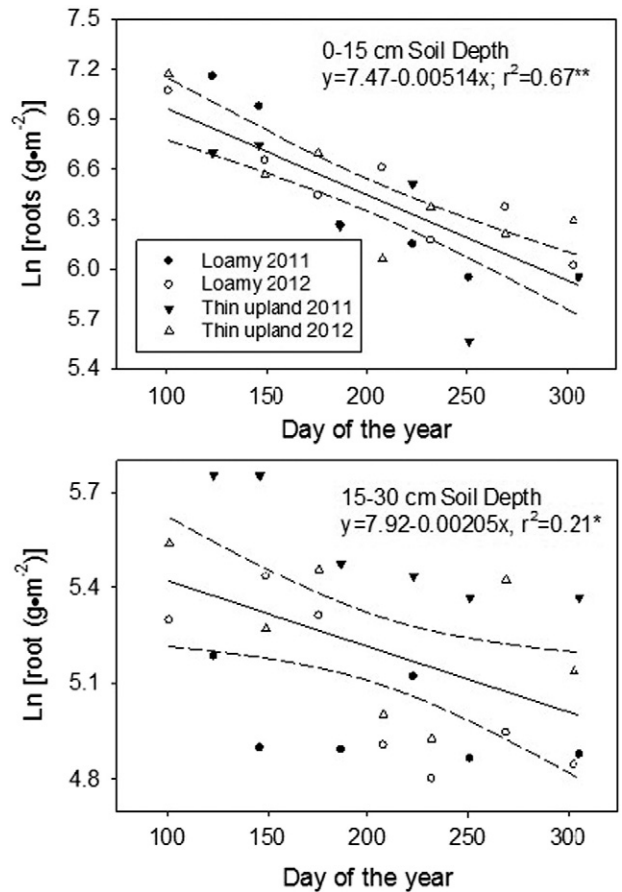 7.5
7.2
6.9
6.6
6.3
6.0
5.7
5.4
Ln [roots (g•m⁻²)]
0-15 cm Soil Depth
y=7.47-0.00514x; r²=0.67**
Loamy 2011
Loamy 2012
Thin upland 2011
Thin upland 2012
100 150 200 250 300
Day of the year
5.7
5.4
5.1
4.8
Ln [root (g•m⁻²)]
15-30 cm Soil Depth
y=7.92-0.00205x, r²=0.21*
100 150 200 250 300
Day of the year